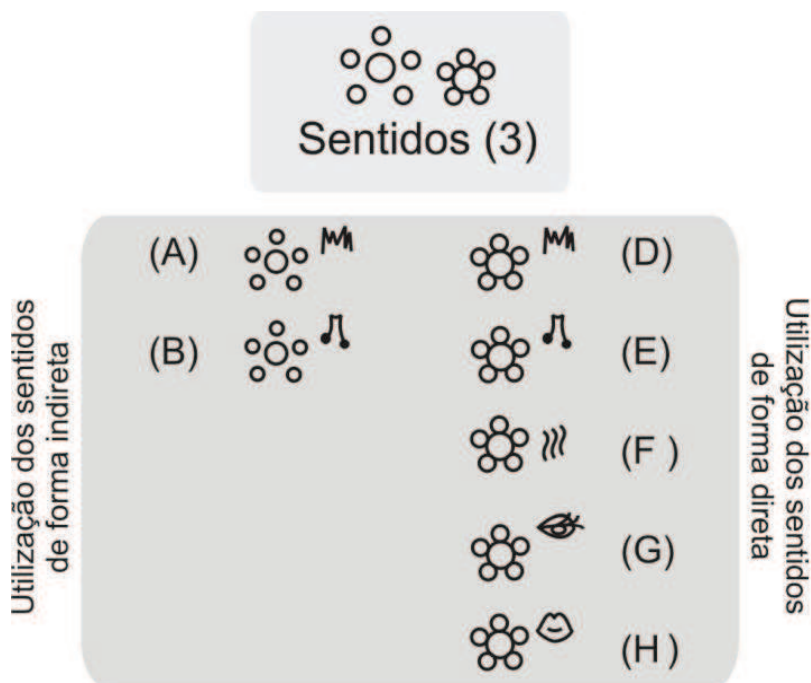 Sentidos (3)
(A)
(D)
(B)
(E)
(F )
(G)
(H )
Utilização dos sentidos
de forma indireta
Utilização dos sentidos
de forma direta